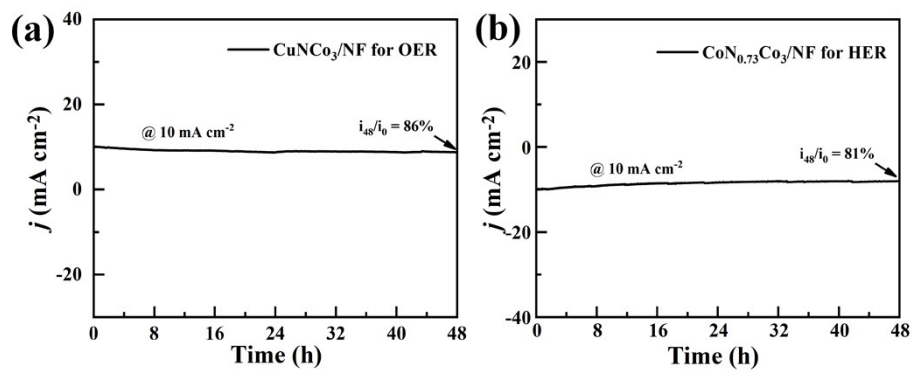 (a)
CuNCo₃/NF for OER
@ 10 mA cm⁻²
i₄₈/i₀ = 86%
j (mA cm⁻²)
40
20
0
-20
0 8 16 24 32 40 48
Time (h)
(b)
CoN₀.₇₃Co₃/NF for HER
@ 10 mA cm⁻²
i₄₈/i₀ = 81%
j (mA cm⁻²)
20
0
-20
-40
0 8 16 24 32 40 48
Time (h)